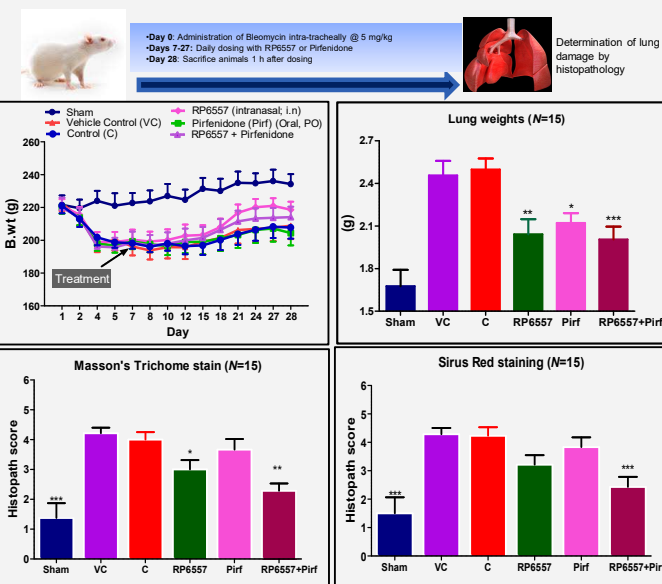 •Day 0: Administration of Bleomycin intra-tracheally @ 5 mg/kg
•Days 7-27: Daily dosing with RP6557 or Pirfenidone
•Day 28: Sacrifice animals 1 h after dosing
Determination of lung
damage by
histopathology
Sham
Vehicle Control (VC)
Control (C)
RP6557 (intranasal; i.n)
Pirfenidone (Pirf) (Oral, PO)
RP6557 + Pirfenidone
B.wt (g)
260
240
220
200
180
160
Treatment
1 2 4 5 7 8 10 12 15 18 21 24 27 28
Day
Lung weights (N=15)
(g)
2.7
2.4
2.1
1.8
1.5
** * ***
Sham VC C RP6557 Pirf RP6557+Pirf
Masson's Trichome stain (N=15)
Histopath score
6
5
4
3
2
1
0
*** * **
Sham VC C RP6557 Pirf RP6557+Pirf
Sirus Red staining (N=15)
Histopath score
6
5
4
3
2
1
0
*** ***
Sham VC C RP6557 Pirf RP6557+Pirf